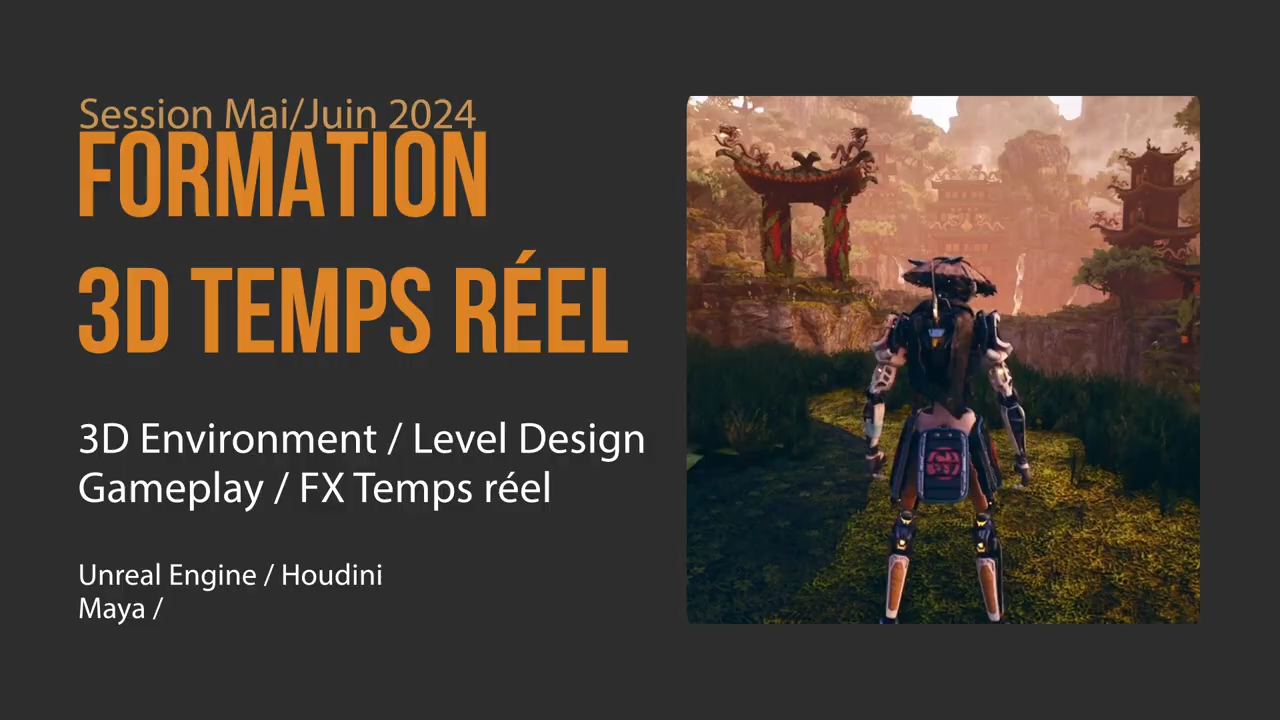 Session Mai/Juin 2024
FORMATION
3D TEMPS RÉEL
3D Environment / Level Design
Gameplay / FX Temps réel
Unreal Engine / Houdini
Maya /